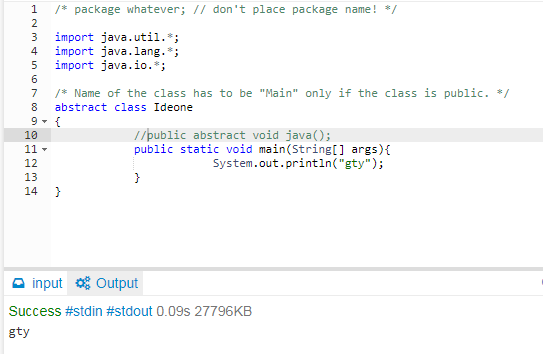 1 /* package whatever; // don't place package name! */
2
3 import java.util.*;
4 import java.lang.*;
5 import java.io.*;
6
7 /* Name of the class has to be "Main" only if the class is public. */
8 abstract class Ideone
9 {
10 //public abstract void java();
11 public static void main(String[] args){
12 System.out.println("gty");
13 }
14 }
input Output
Success #stdin #stdout 0.09s 27796KB
gty